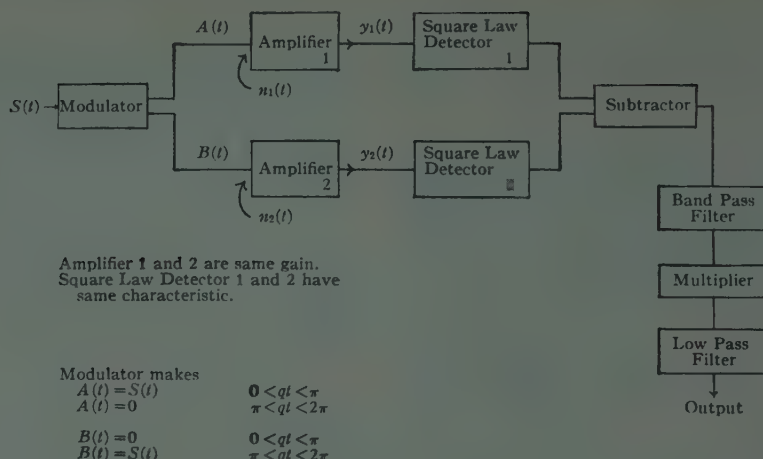 A(t)
Amplifier
1
y₁(t)
Square Law
Detector
1
n₁(t)
S(t)
Modulator
Subtractor
B(t)
Amplifier
2
y₂(t)
Square Law
Detector
n₂(t)
Band Pass
Filter
Multiplier
Low Pass
Filter
Output
Amplifier 1 and 2 are same gain.
Square Law Detector 1 and 2 have
same characteristic.
Modulator makes
A(t)=S(t) 0<qt<π
A(t)=0 π<qt<2π
B(t)=0 0<qt<π
B(t)=S(t) π<qt<2π